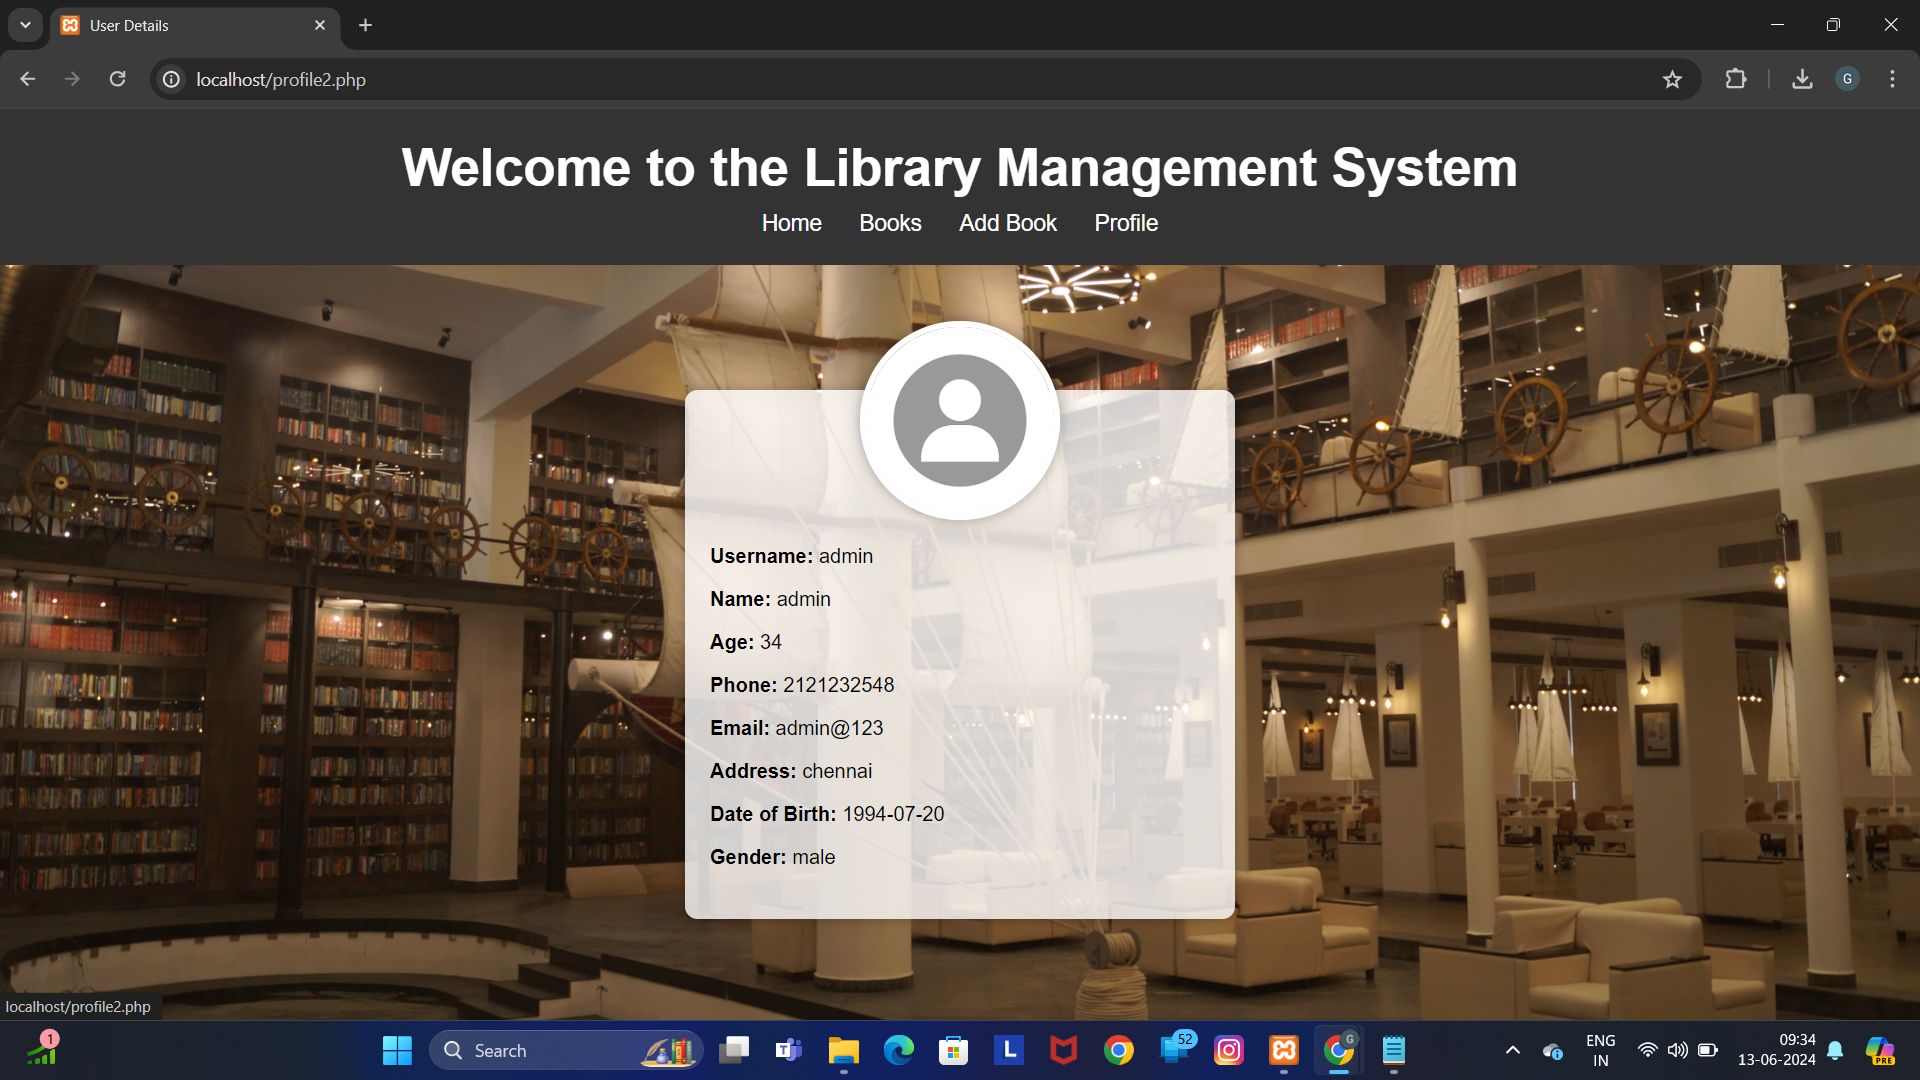 User Details
localhost/profile2.php
G
Welcome to the Library Management System
Home Books Add Book Profile
Username: admin
Name: admin
Age: 34
Phone: 2121232548
Email: admin@123
Address: chennai
Date of Birth: 1994-07-20
Gender: male
localhost/profile2.php
1
Search
T
L
52
G
ENG
IN
09:34
13-06-2024
PRE